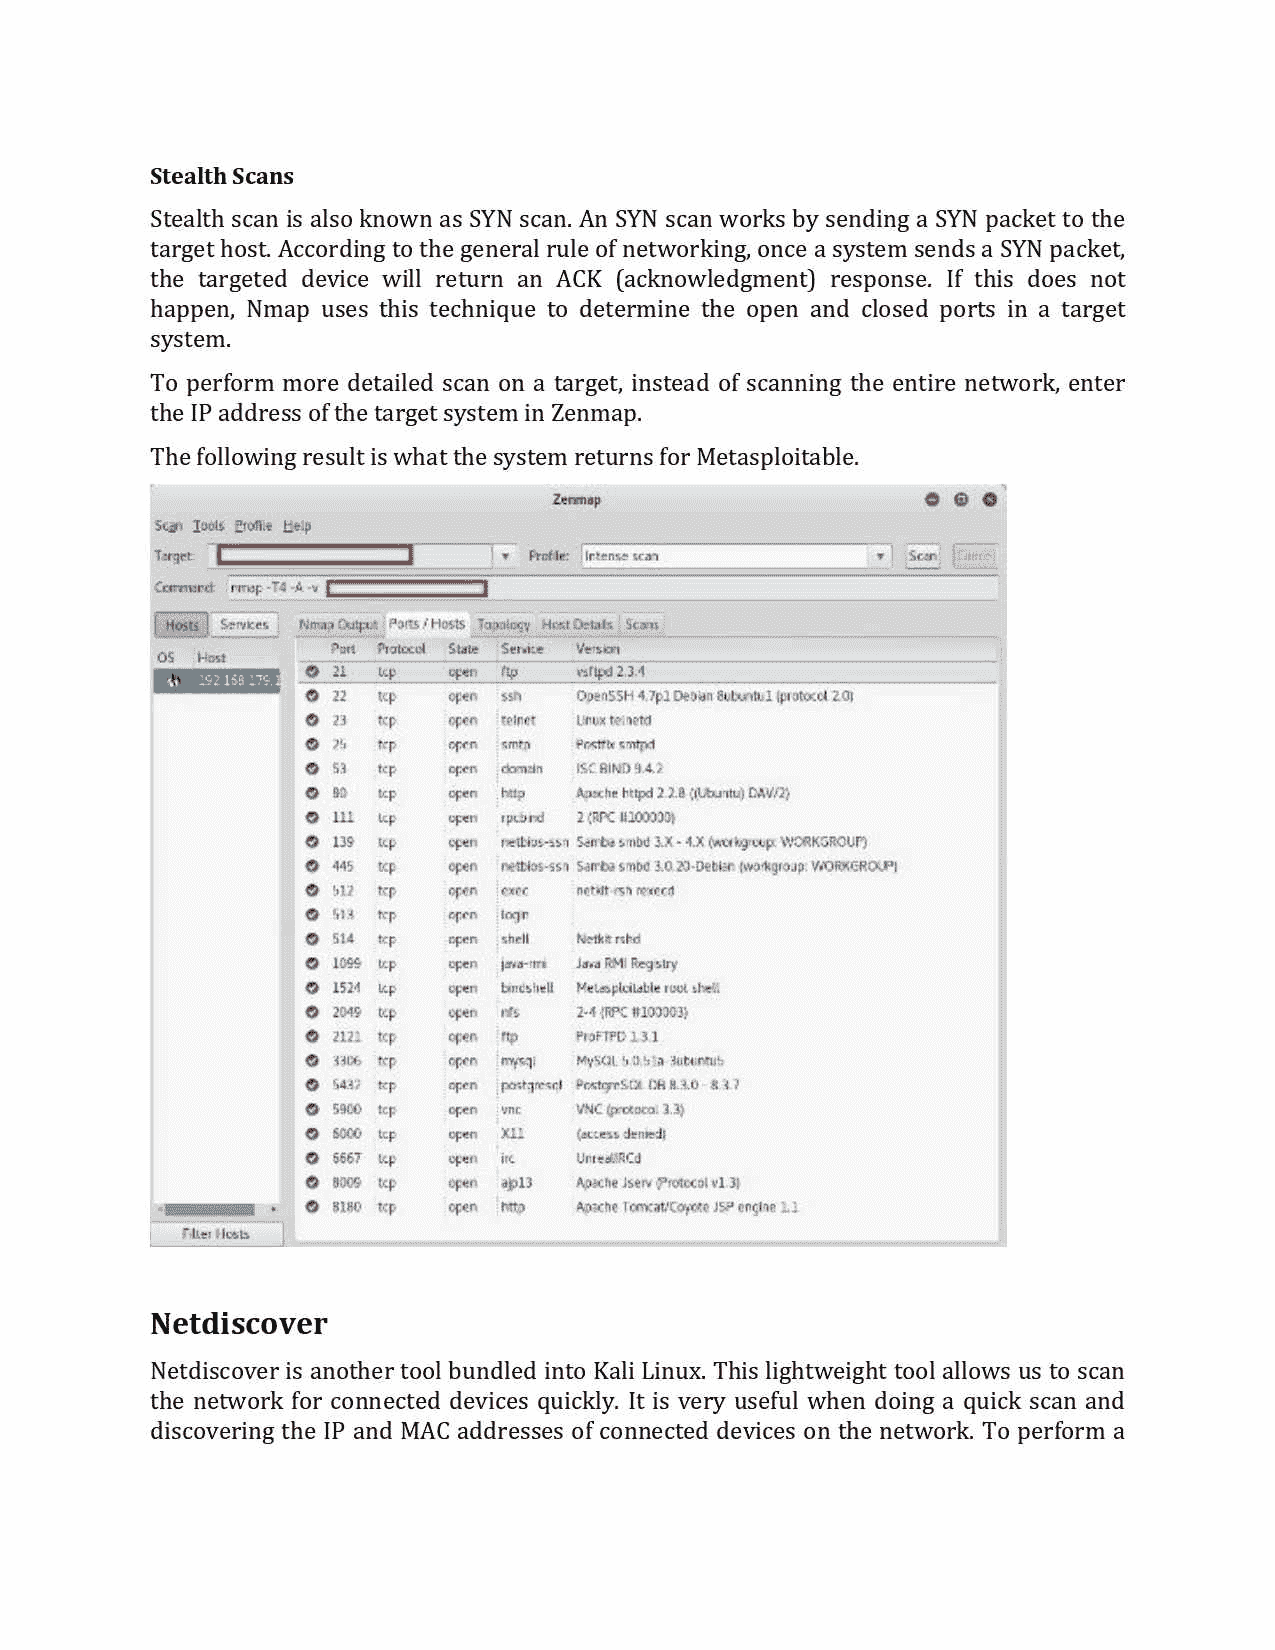 Stealth Scans
Stealth scan is also known as SYN scan. An SYN scan works by sending a SYN packet to the
target host. According to the general rule of networking, once a system sends a SYN packet,
the targeted device will return an ACK (acknowledgment) response. If this does not
happen, Nmap uses this technique to determine the open and closed ports in a target
system.
To perform more detailed scan on a target, instead of scanning the entire network, enter
the IP address of the target system in Zenmap.
The following result is what the system returns for Metasploitable.
Zenmap
Scan Tools Profile Help
Target: Profile: Intense scan Scan Cancel
Command: nmap -T4 -A -v
Hosts Services Nmap Output Ports / Hosts Topology Host Details Scans
OS Host Port Protocol State Service Version
192.168.179.1
21 tcp open ftp vsftpd 2.3.4
22 tcp open ssh OpenSSH 4.7p1 Debian 8ubuntu1 (protocol 2.0)
23 tcp open telnet Linux telnetd
25 tcp open smtp Postfix smtpd
53 tcp open domain ISC BIND 9.4.2
80 tcp open http Apache httpd 2.2.8 ((Ubuntu) DAV/2)
111 tcp open rpcbind 2 (RPC #100000)
139 tcp open netbios-ssn Samba smbd 3.X - 4.X (workgroup: WORKGROUP)
445 tcp open netbios-ssn Samba smbd 3.0.20-Debian (workgroup: WORKGROUP)
512 tcp open exec netkit-rsh rexecd
513 tcp open login
514 tcp open shell Netkit rshd
1099 tcp open java-rmi Java RMI Registry
1524 tcp open bindshell Metasploitable root shell
2049 tcp open nfs 2-4 (RPC #100003)
2121 tcp open ftp ProFTPD 1.3.1
3306 tcp open mysql MySQL 5.0.51a-3ubuntu5
5432 tcp open postgresql PostgreSQL DB 8.3.0 - 8.3.7
5900 tcp open vnc VNC (protocol 3.3)
6000 tcp open X11 (access denied)
6667 tcp open irc UnrealIRCd
8009 tcp open ajp13 Apache Jserv (Protocol v1.3)
8180 tcp open http Apache Tomcat/Coyote JSP engine 1.1
Filter Hosts
Netdiscover
Netdiscover is another tool bundled into Kali Linux. This lightweight tool allows us to scan
the network for connected devices quickly. It is very useful when doing a quick scan and
discovering the IP and MAC addresses of connected devices on the network. To perform a